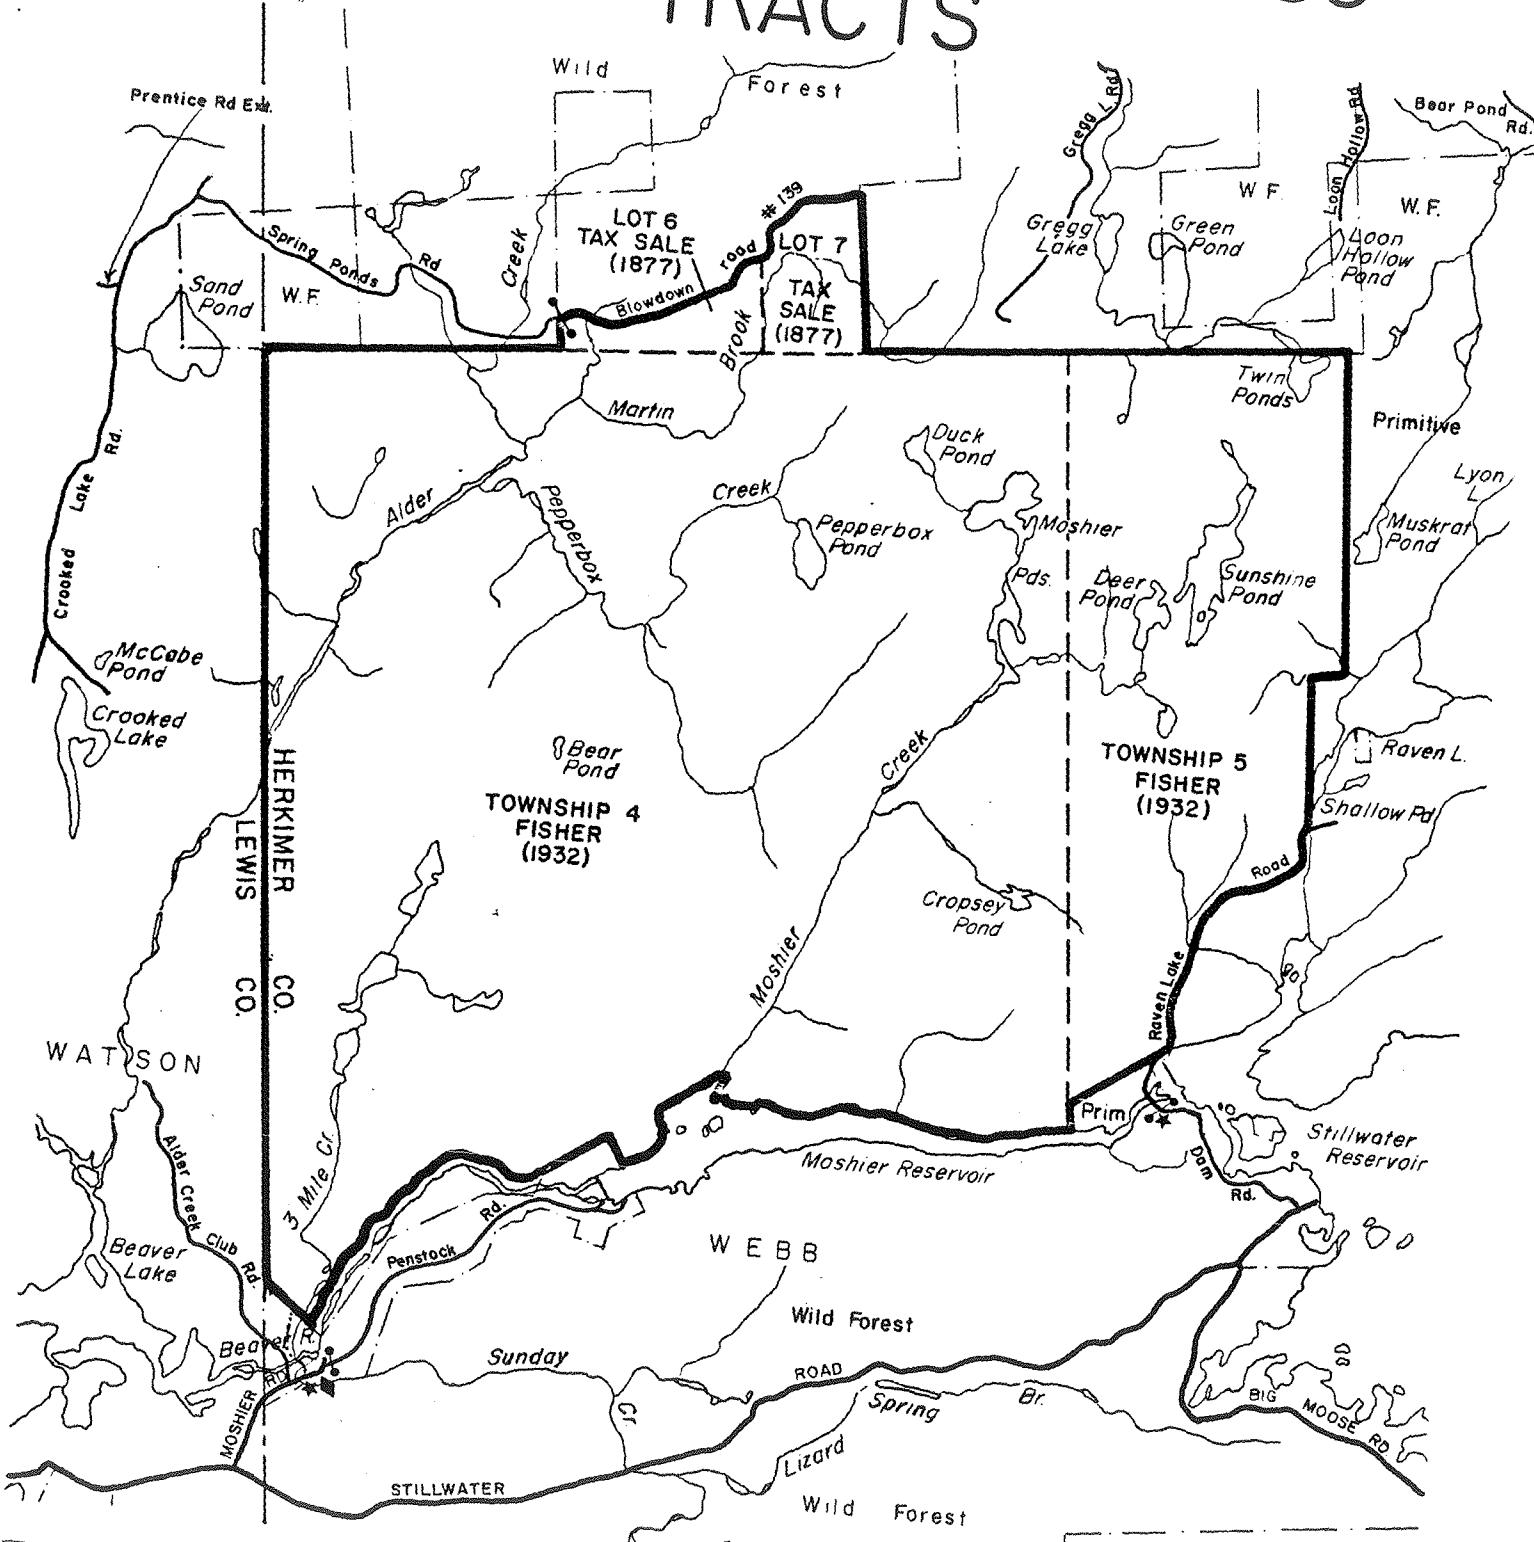 TRACTS
Wild
Forest
Prentice Rd Ext.
Gregg L. Rd
Loon Hollow Rd
Bear Pond
Rd.
W.F.
W.F.
LOT 6
TAX SALE
(1877)
road #139
LOT 7
TAX
SALE
(1877)
Gregg
Lake
Green
Pond
Loon
Hollow
Pond
Spring Ponds Rd
Creek
Sand
Pond
W.F.
Blowdown
Brook
Martin
Twin
Ponds
Primitive
Crooked Lake Rd.
Duck
Pond
Lyon
L.
Alder
Pepperbox
Creek
Pepperbox
Pond
Moshier
Pds.
Muskrat
Pond
Deer
Pond
Sunshine
Pond
McCabe
Pond
Crooked
Lake
Bear
Pond
Creek
TOWNSHIP 5
FISHER
(1932)
Raven L.
HERKIMER CO.
LEWIS CO.
TOWNSHIP 4
FISHER
(1932)
Shallow Pd
Road
Cropsey
Pond
Moshier
Raven Lake
WATSON
Prim
Alder Creek Club Rd.
3 Mile Cr.
Moshier Reservoir
Stillwater
Reservoir
Dam
Rd.
Penstock Rd.
Beaver
Lake
WEBB
Wild Forest
Beaver R.
Sunday
Cr.
ROAD
Spring
Br.
BIG MOOSE RD
MOSHIER RD
Lizard
STILLWATER
Wild Forest